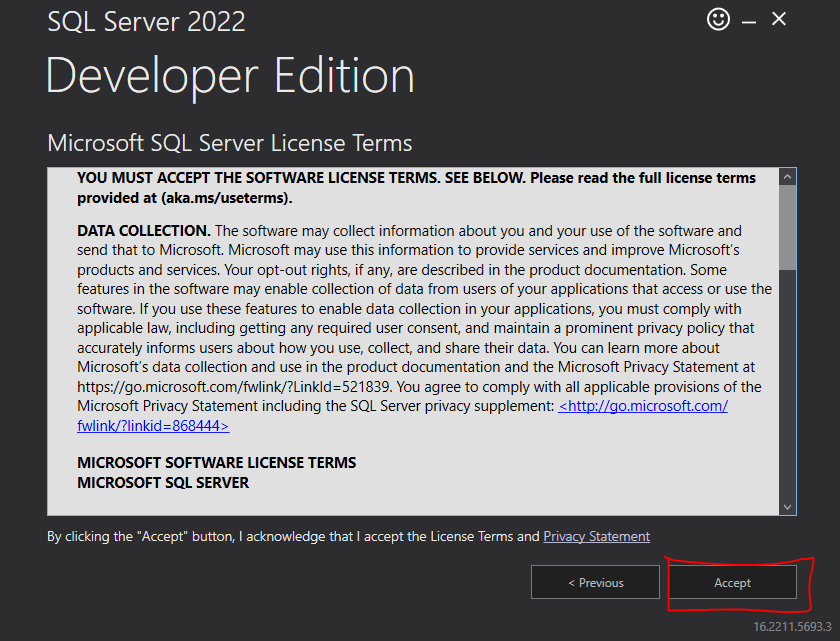 SQL Server 2022
Developer Edition
Microsoft SQL Server License Terms
YOU MUST ACCEPT THE SOFTWARE LICENSE TERMS. SEE BELOW. Please read the full license terms
provided at (aka.ms/useterms).
DATA COLLECTION. The software may collect information about you and your use of the software and
send that to Microsoft. Microsoft may use this information to provide services and improve Microsoft's
products and services. Your opt-out rights, if any, are described in the product documentation. Some
features in the software may enable collection of data from users of your applications that access or use the
software. If you use these features to enable data collection in your applications, you must comply with
applicable law, including getting any required user consent, and maintain a prominent privacy policy that
accurately informs users about how you use, collect, and share their data. You can learn more about
Microsoft's data collection and use in the product documentation and the Microsoft Privacy Statement at
https://go.microsoft.com/fwlink/?LinkId=521839. You agree to comply with all applicable provisions of the
Microsoft Privacy Statement including the SQL Server privacy supplement: <http://go.microsoft.com/
fwlink/?linkid=868444>
MICROSOFT SOFTWARE LICENSE TERMS
MICROSOFT SQL SERVER
By clicking the "Accept" button, I acknowledge that I accept the License Terms and Privacy Statement
< Previous
Accept
16.2211.5693.3